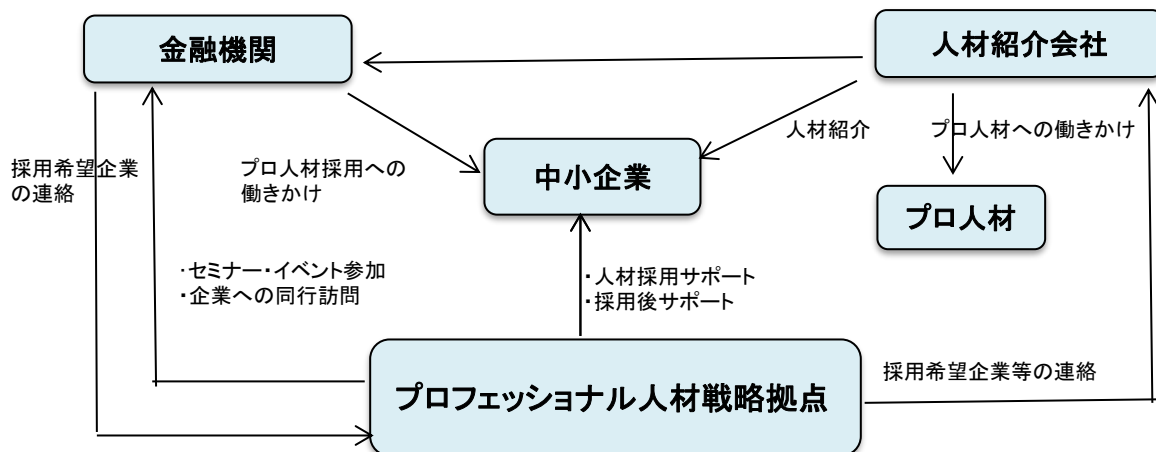 金融機関
人材紹介会社
人材紹介
プロ人材への働きかけ
採用希望企業
の連絡
プロ人材採用への
働きかけ
中小企業
プロ人材
・セミナー・イベント参加
・企業への同行訪問
・人材採用サポート
・採用後サポート
採用希望企業等の連絡
プロフェッショナル人材戦略拠点